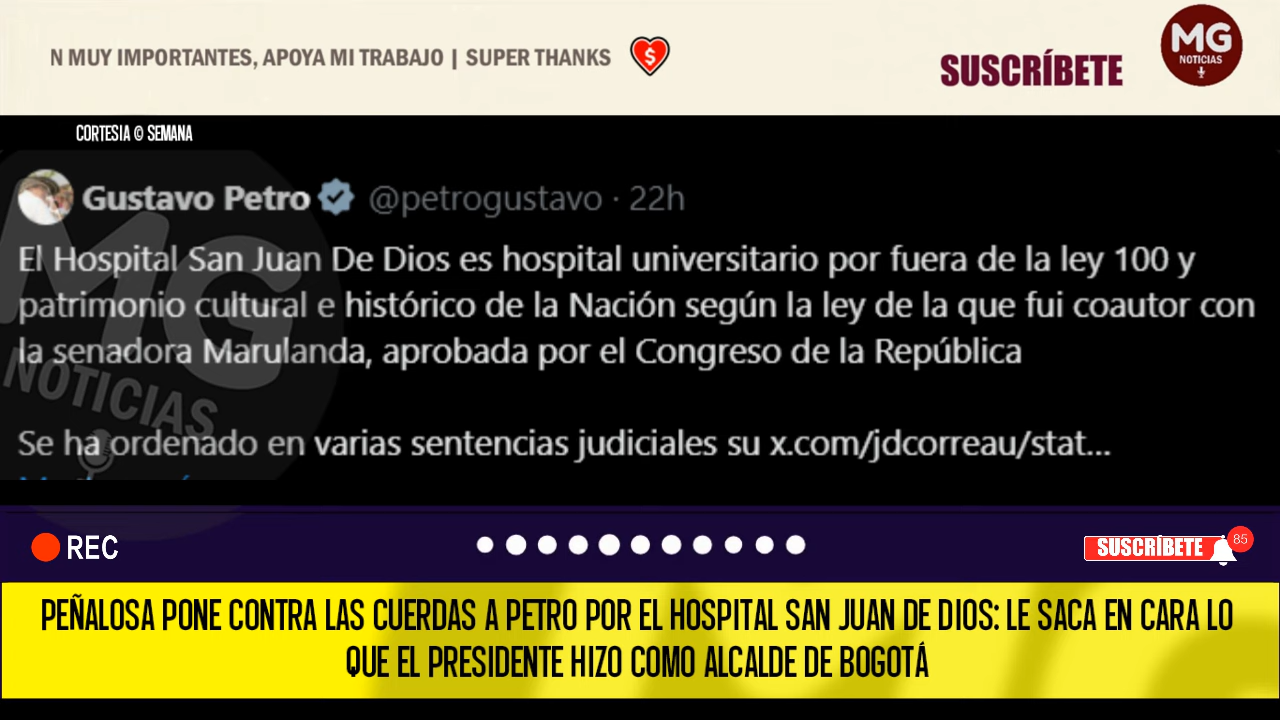 N MUY IMPORTANTES, APOYA MI TRABAJO | SUPER THANKS
$
SUSCRÍBETE
MG
NOTICIAS
CORTESIA © SEMANA
Gustavo Petro @petrogustavo · 22h
El Hospital San Juan De Dios es hospital universitario por fuera de la ley 100 y
patrimonio cultural e histórico de la Nación según la ley de la que fui coautor con
la senadora Marulanda, aprobada por el Congreso de la República
Se ha ordenado en varias sentencias judiciales su x.com/jdcorreau/stat...
MG
NOTICIAS
REC
SUSCRÍBETE
85
PEÑALOSA PONE CONTRA LAS CUERDAS A PETRO POR EL HOSPITAL SAN JUAN DE DIOS: LE SACA EN CARA LO
QUE EL PRESIDENTE HIZO COMO ALCALDE DE BOGOTÁ